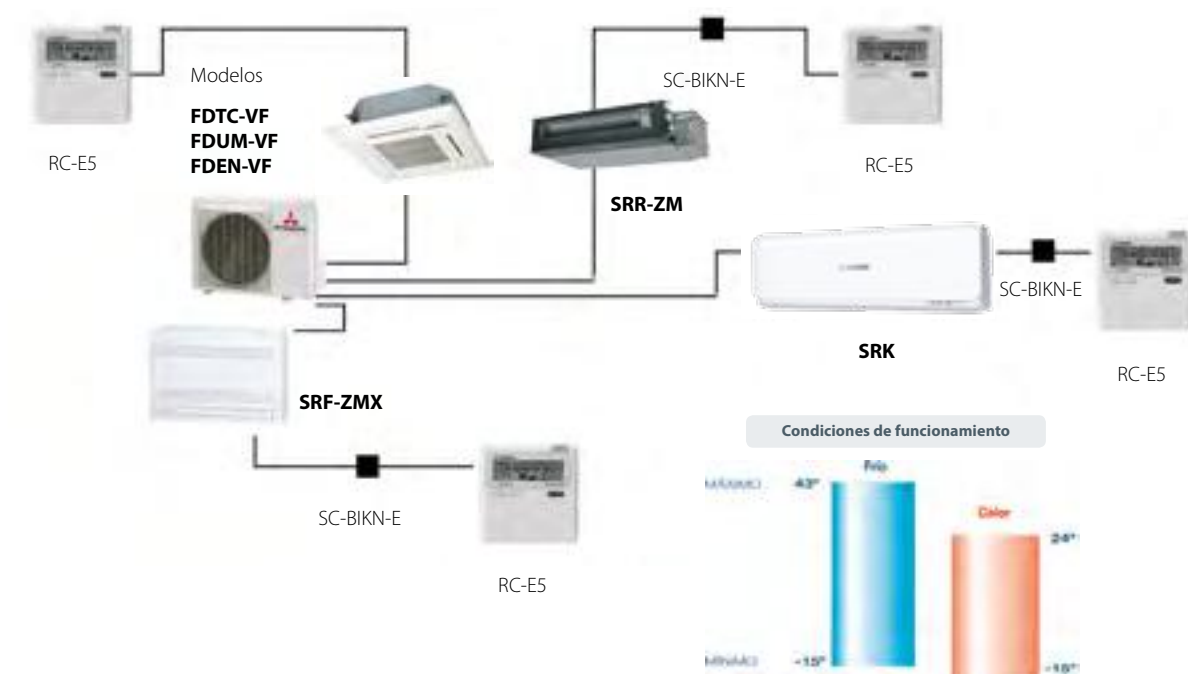 Modelos
FDTC-VF
FDUM-VF
FDEN-VF
RC-E5
SC-BIKN-E
RC-E5
SRR-ZM
SC-BIKN-E
SRK
RC-E5
SRF-ZMX
SC-BIKN-E
RC-E5
Condiciones de funcionamiento
Frío
43°
Calor
24°
-15°
-15°